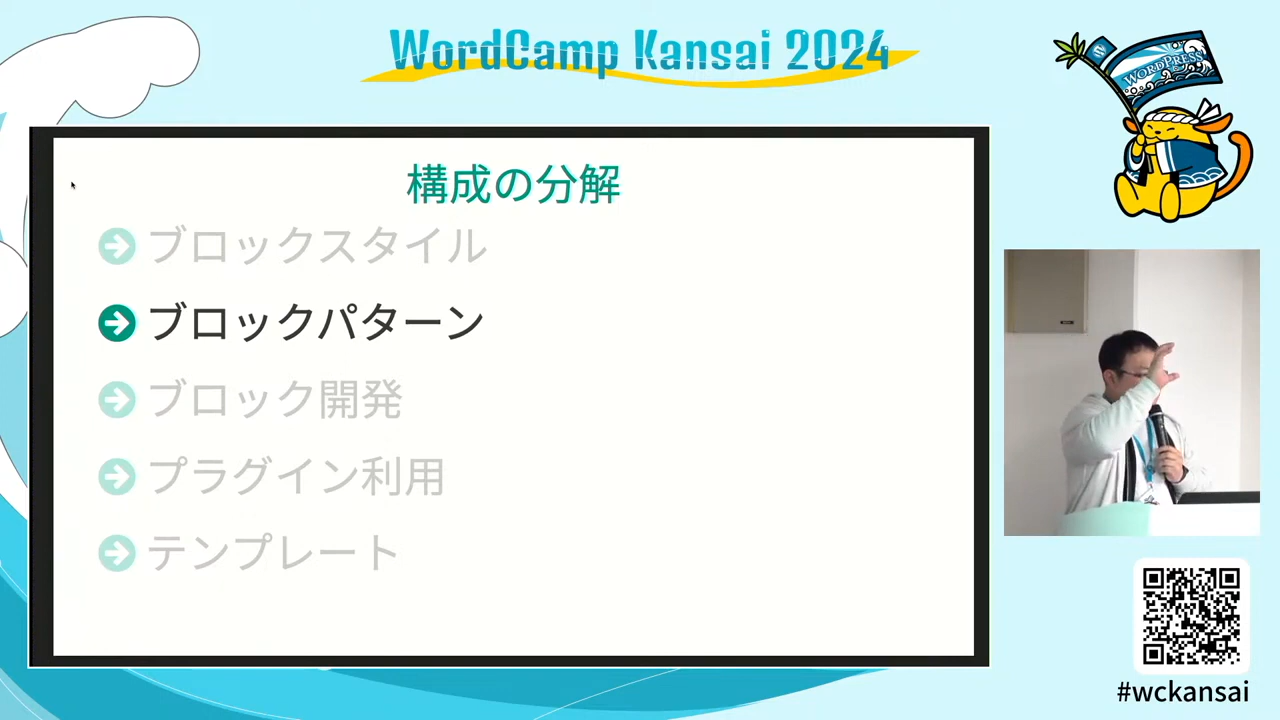 WordCamp Kansai 2024
WORDPRESS
W
構成の分解
ブロックスタイル
ブロックパターン
ブロック開発
プラグイン利用
テンプレート
#wckansai